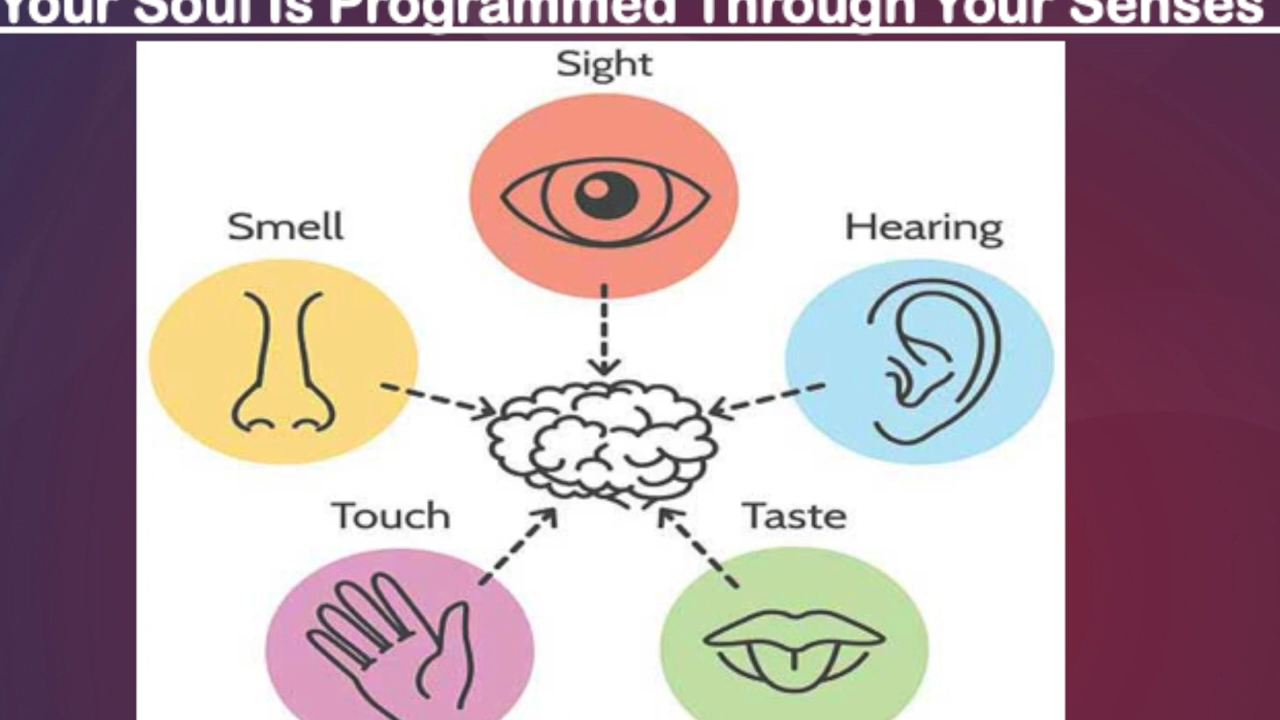 Your Soul Is Programmed Through Your Senses
Sight
Smell
Hearing
Touch
Taste